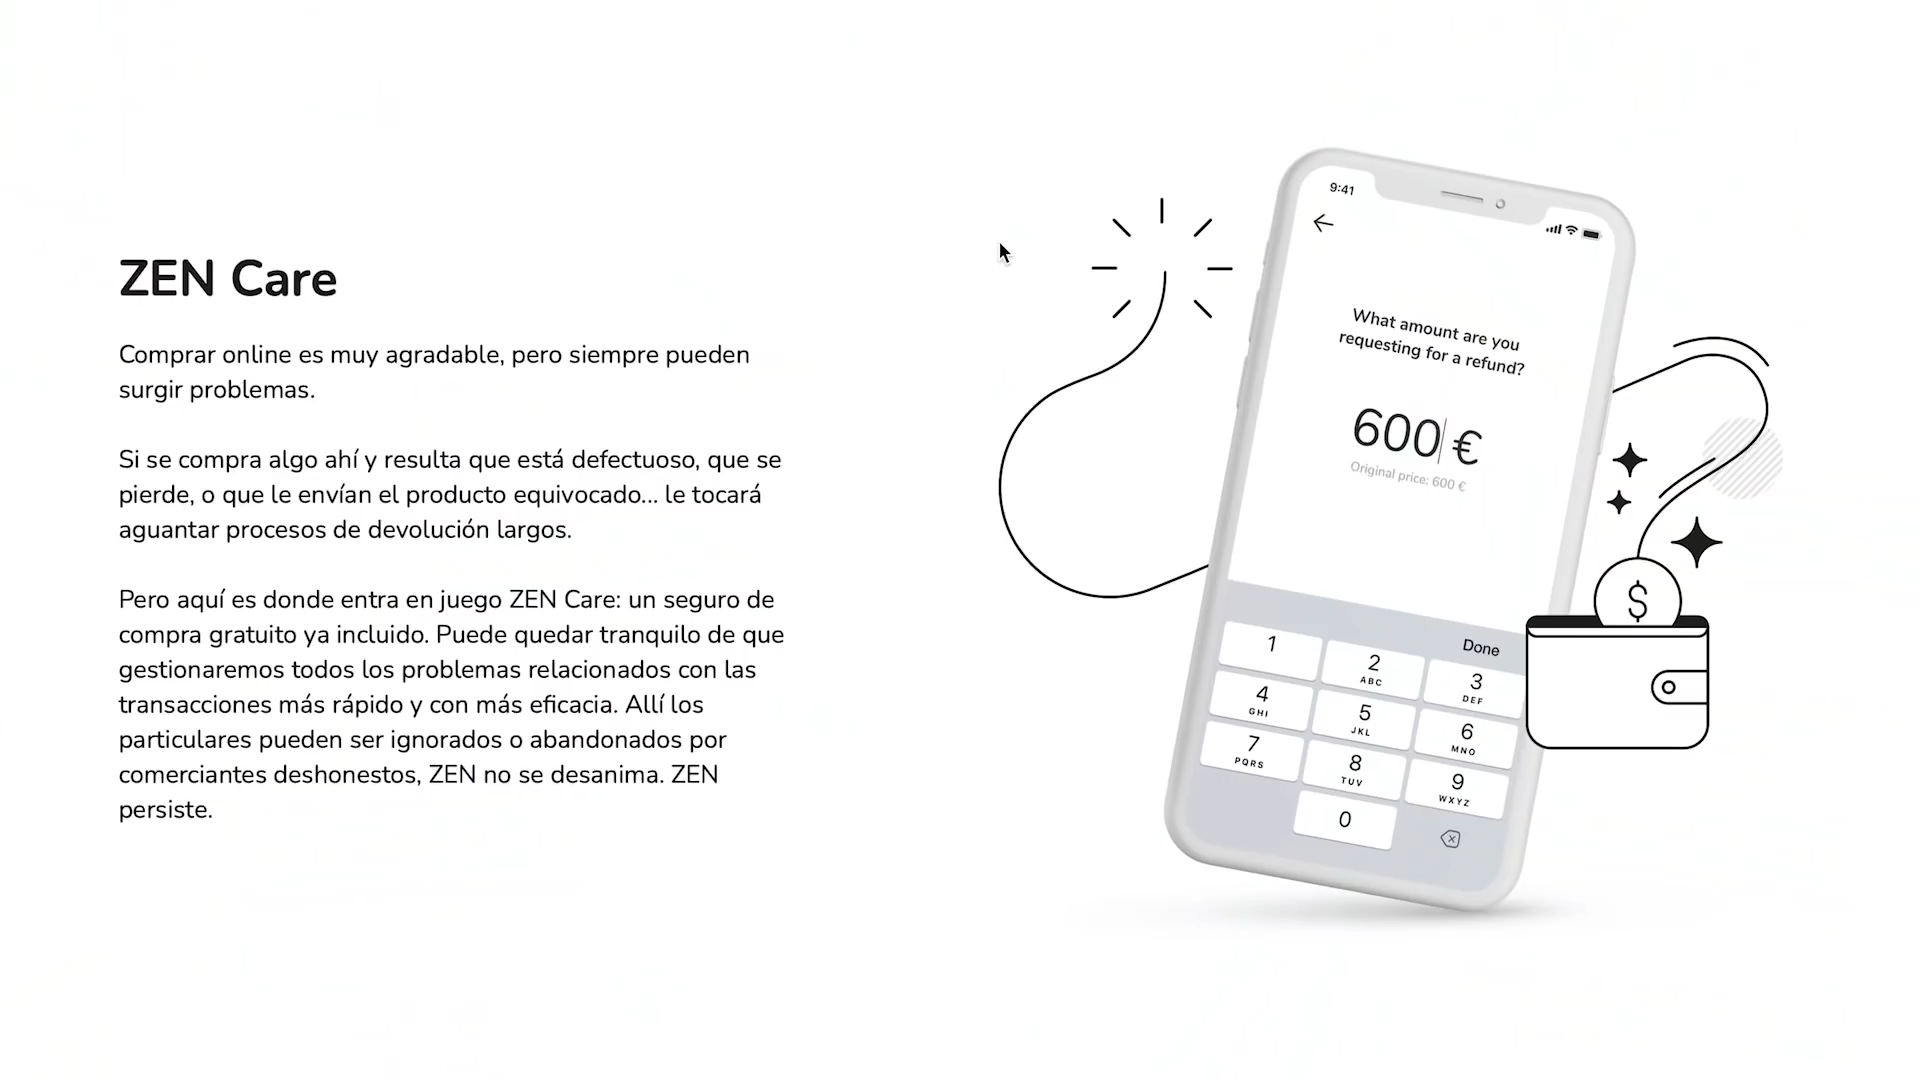 ZEN Care
Comprar online es muy agradable, pero siempre pueden
surgir problemas.
Si se compra algo ahí y resulta que está defectuoso, que se
pierde, o que le envían el producto equivocado... le tocará
aguantar procesos de devolución largos.
Pero aquí es donde entra en juego ZEN Care: un seguro de
compra gratuito ya incluido. Puede quedar tranquilo de que
gestionaremos todos los problemas relacionados con las
transacciones más rápido y con más eficacia. Allí los
particulares pueden ser ignorados o abandonados por
comerciantes deshonestos, ZEN no se desanima. ZEN
persiste.
9:41
What amount are you
requesting for a refund?
600 €
Original price: 600 €
Done
1
2
ABC
3
DEF
4
GHI
5
JKL
6
MNO
7
PQRS
8
TUV
9
WXYZ
0
$